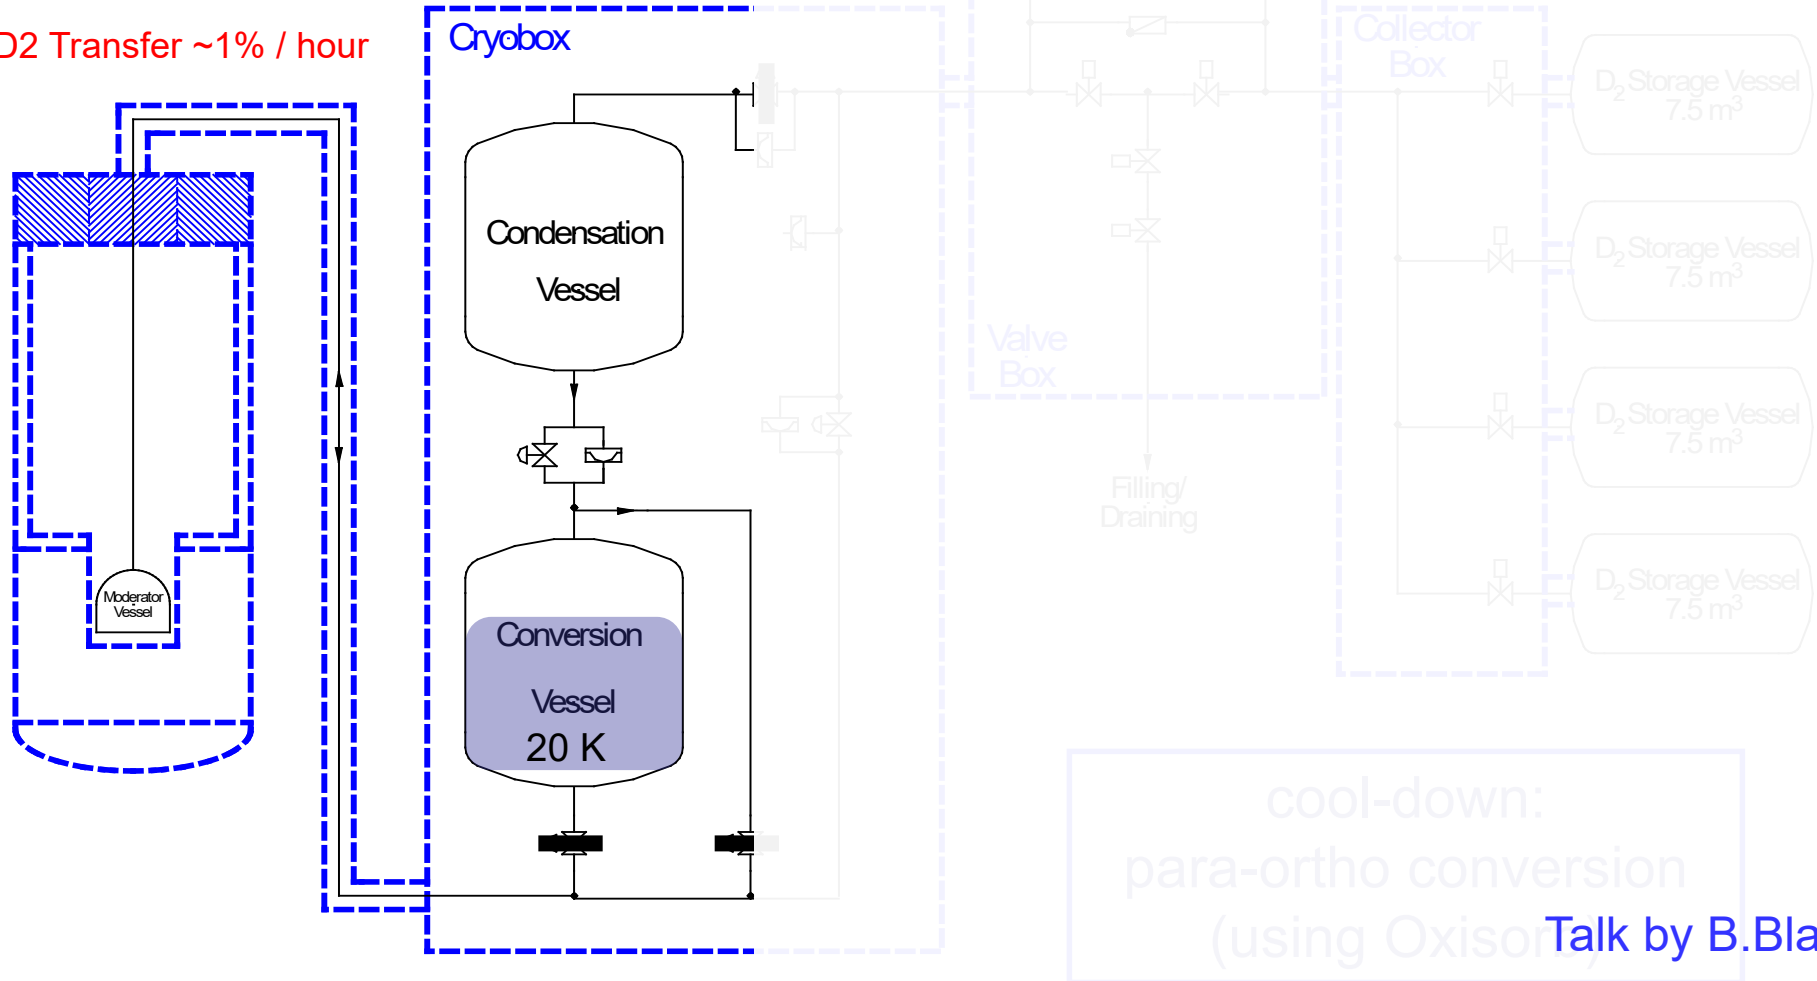 D2 Transfer ~1% / hour
Cryobox
Condensation
Vessel
Conversion
Vessel
20 K
Moderator
Vessel
Valve
Box
Filling/
Draining
Collector
Box
D₂ Storage Vessel
7.5 m³
D₂ Storage Vessel
7.5 m³
D₂ Storage Vessel
7.5 m³
D₂ Storage Vessel
7.5 m³
cool-down:
para-ortho conversion
(using Oxisorb)
Talk by B.Bla